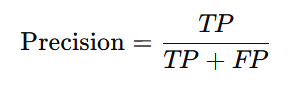 Precision = TP / (TP + FP)